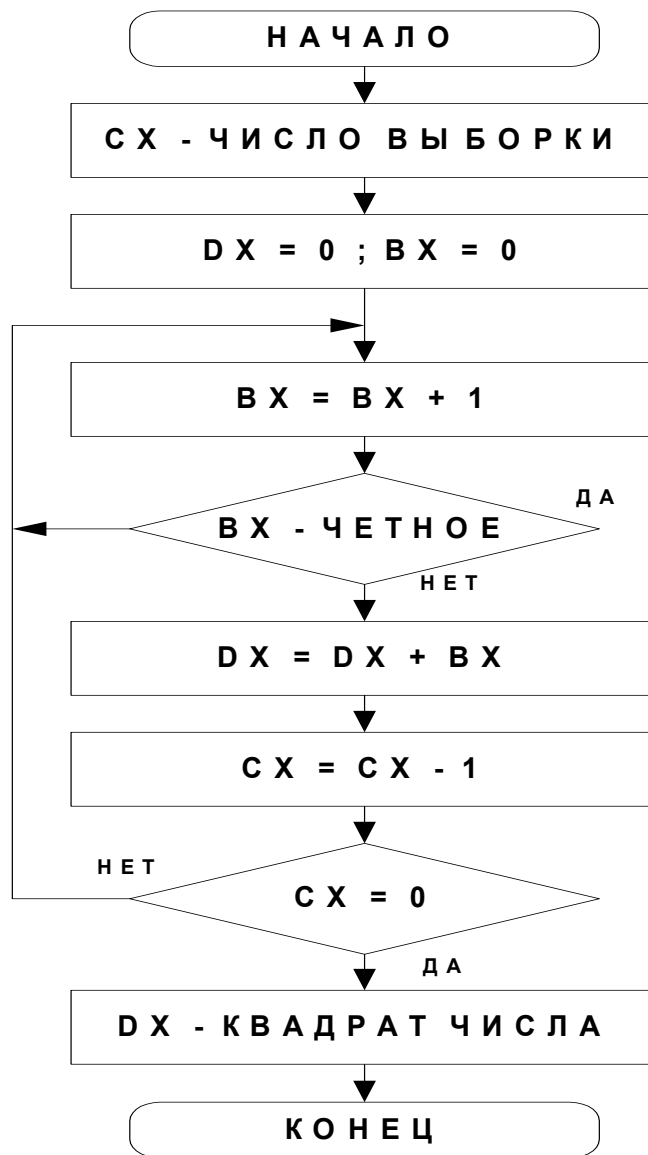 НАЧАЛО
CX - ЧИСЛО ВЫБОРКИ
DX = 0 ; BX = 0
BX = BX + 1
ДА
BX - ЧЕТНОЕ
НЕТ
DX = DX + BX
CX = CX - 1
НЕТ
CX = 0
ДА
DX - КВАДРАТ ЧИСЛА
КОНЕЦ